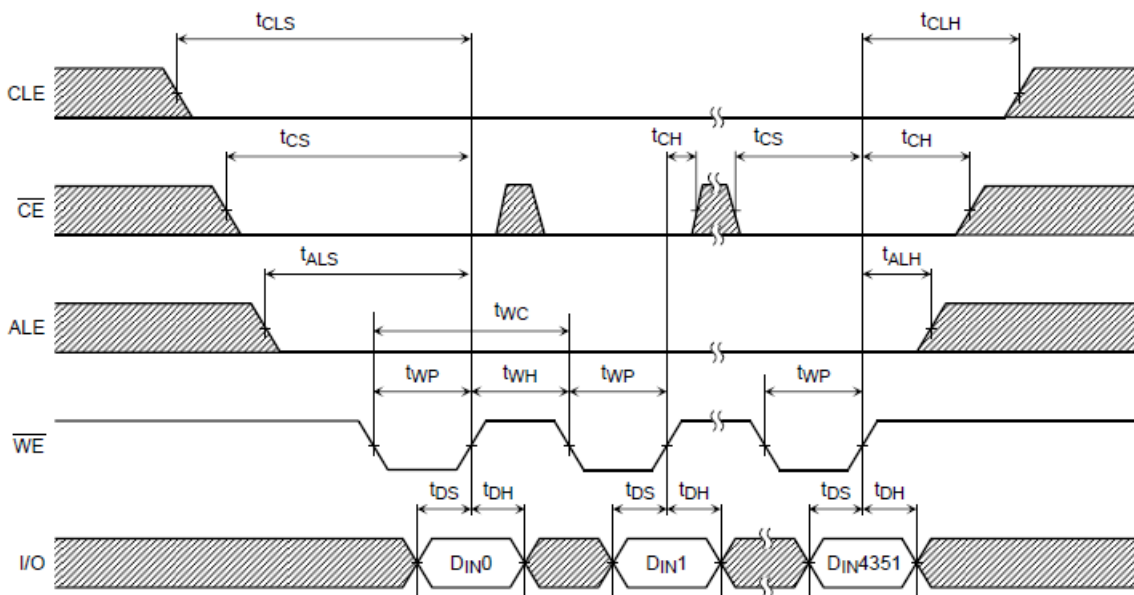 tCLS tCLH
CLE
tCS tCH tCS tCH
CE
tALS tALH
ALE
tWC
tWP tWH tWP tWP
WE
tDS tDH tDS tDH tDS tDH
I/O DIN0 DIN1 DIN4351